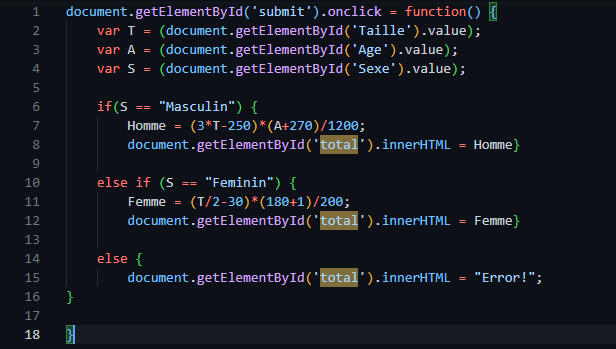 1 document.getElementById('submit').onclick = function() {
2 var T = (document.getElementById('Taille').value);
3 var A = (document.getElementById('Age').value);
4 var S = (document.getElementById('Sexe').value);
5
6 if(S == "Masculin") {
7 Homme = (3*T-250)*(A+270)/1200;
8 document.getElementById('total').innerHTML = Homme}
9
10 else if (S == "Feminin") {
11 Femme = (T/2-30)*(180+1)/200;
12 document.getElementById('total').innerHTML = Femme}
13
14 else {
15 document.getElementById('total').innerHTML = "Error!";
16 }
17
18 }